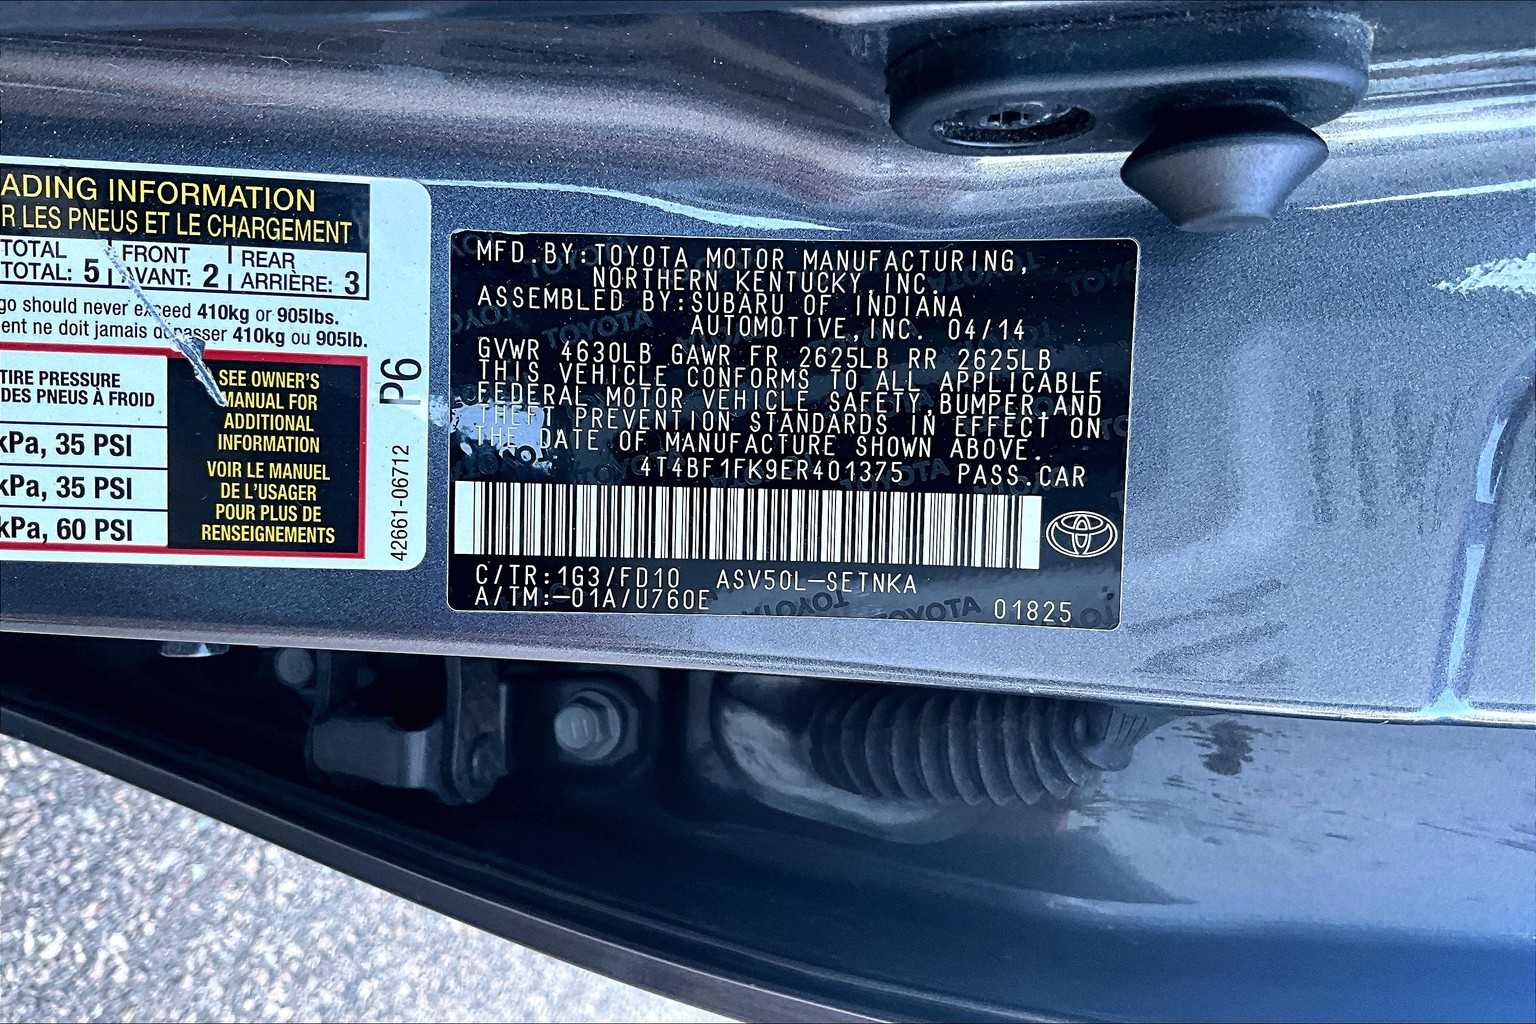 ADING INFORMATION
R LES PNEUS ET LE CHARGEMENT
TOTAL FRONT REAR
TOTAL: 5 AVANT: 2 ARRIÈRE: 3
go should never exceed 410kg or 905lbs.
ent ne doit jamais dépasser 410kg ou 905lb.
TIRE PRESSURE
DES PNEUS À FROID
kPa, 35 PSI
kPa, 35 PSI
kPa, 60 PSI
SEE OWNER'S
MANUAL FOR
ADDITIONAL
INFORMATION
VOIR LE MANUEL
DE L'USAGER
POUR PLUS DE
RENSEIGNEMENTS
P6
42661-06712
MFD.BY:TOYOTA MOTOR MANUFACTURING,
NORTHERN KENTUCKY,INC.
ASSEMBLED BY:SUBARU OF INDIANA
AUTOMOTIVE,INC. 04/14
GVWR 4630LB GAWR FR 2625LB RR 2625LB
THIS VEHICLE CONFORMS TO ALL APPLICABLE
FEDERAL MOTOR VEHICLE SAFETY,BUMPER,AND
THEFT PREVENTION STANDARDS IN EFFECT ON
THE DATE OF MANUFACTURE SHOWN ABOVE.
4T4BF1FK9ER401375 PASS.CAR
C/TR:1G3/FD10 ASV50L-SETNKA
A/TM:-01A/U760E
01825